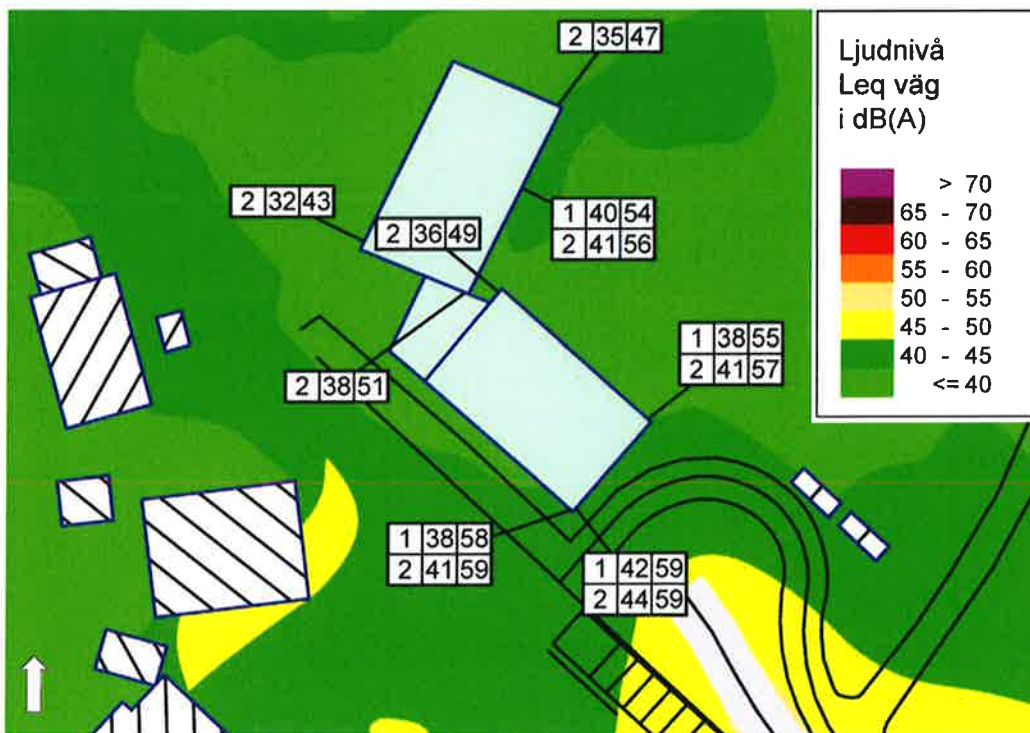 2 35 47
Ljudnivå
Leq väg
i dB(A)
> 70
65 - 70
60 - 65
55 - 60
50 - 55
45 - 50
40 - 45
<= 40
2 32 43
2 36 49
1 40 54
2 41 56
1 38 55
2 41 57
2 38 51
1 38 58
2 41 59
1 42 59
2 44 59